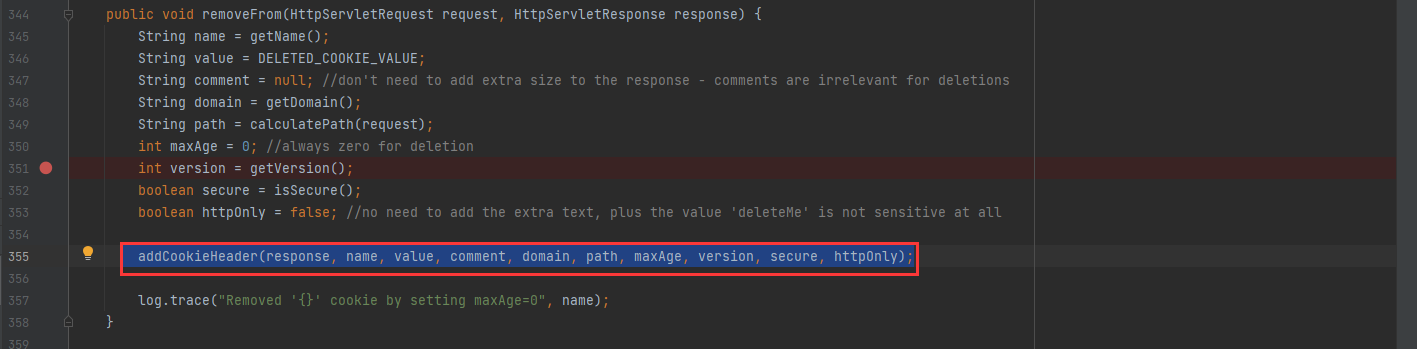 344 public void removeFrom(HttpServletRequest request, HttpServletResponse response) {
345 String name = getName();
346 String value = DELETED_COOKIE_VALUE;
347 String comment = null; //don't need to add extra size to the response - comments are irrelevant for deletions
348 String domain = getDomain();
349 String path = calculatePath(request);
350 int maxAge = 0; //always zero for deletion
351 int version = getVersion();
352 boolean secure = isSecure();
353 boolean httpOnly = false; //no need to add the extra text, plus the value 'deleteMe' is not sensitive at all
354
355 addCookieHeader(response, name, value, comment, domain, path, maxAge, version, secure, httpOnly);
356
357 log.trace("Removed '{}' cookie by setting maxAge=0", name);
358 }
359